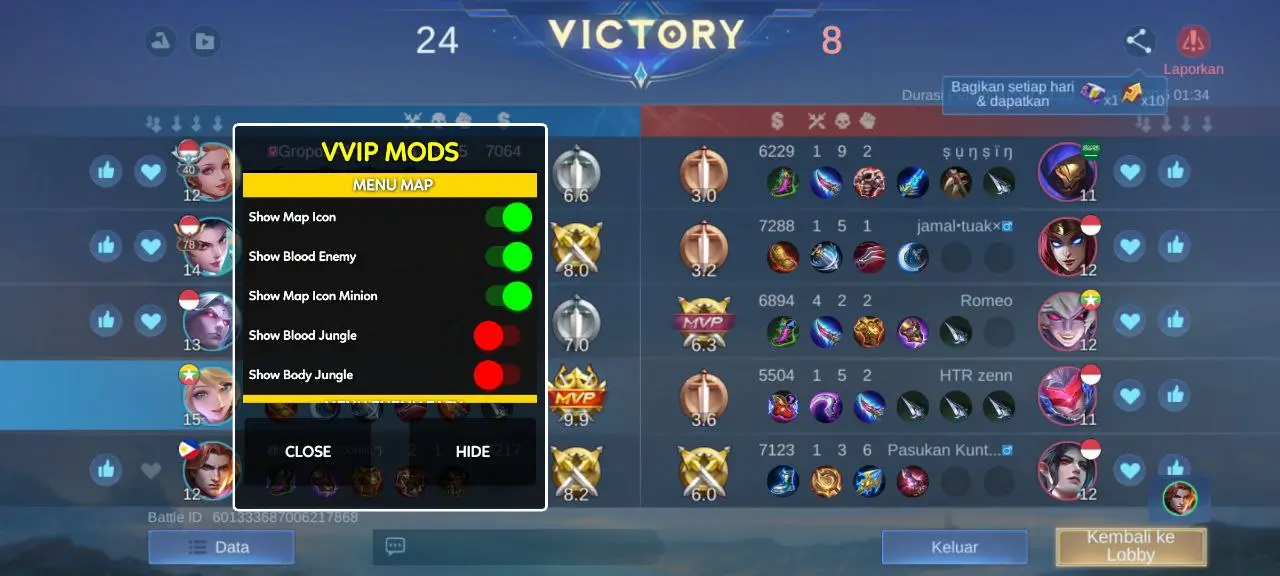 24
VICTORY
8
Laporkan
Bagikan setiap hari
& dapatkan
x1
x10
Durasi
01:34
VVIP MODS
MENU MAP
Show Map Icon
Show Blood Enemy
Show Map Icon Minion
Show Blood Jungle
Show Body Jungle
CLOSE
HIDE
Gropo
5 7064
40
12
6.6
3.0
6229 1 9 2
ş ų ŋ ş ï ŋ
11
78
14
8.0
3.2
7288 1 5 1
jamal•tuak×
12
13
7.0
MVP
6.3
6894 4 2 2
Romeo
12
15
MVP
9.9
3.6
5504 1 5 2
HTR zenn
11
12
8.2
6.0
7123 1 3 6
Pasukan Kunt...
12
Battle ID 601333687006217868
Data
Keluar
Kembali ke
Lobby